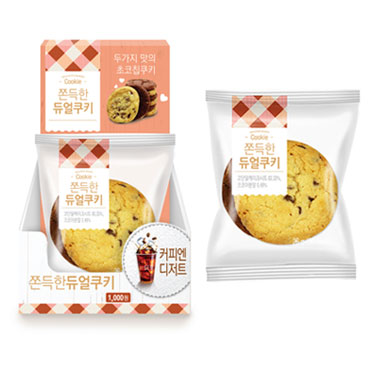 Cookie
쫀득한
듀얼쿠키
두가지 맛의
초코칩쿠키
Cookie
쫀득한
듀얼쿠키
커피엔
디저트
쫀득한듀얼쿠키
1,000원
Cookie
쫀득한
듀얼쿠키